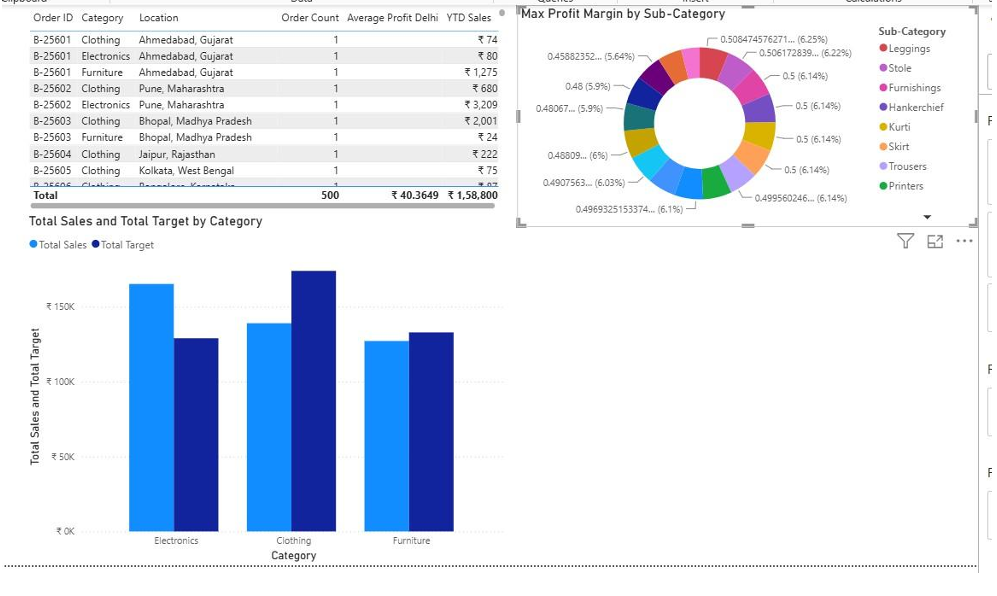 Order ID Category Location Order Count Average Profit Delhi YTD Sales
B-25601 Clothing Ahmedabad, Gujarat 1 ₹ 74
B-25601 Electronics Ahmedabad, Gujarat 1 ₹ 80
B-25601 Furniture Ahmedabad, Gujarat 1 ₹ 1,275
B-25602 Clothing Pune, Maharashtra 1 ₹ 680
B-25602 Electronics Pune, Maharashtra 1 ₹ 3,209
B-25603 Clothing Bhopal, Madhya Pradesh 1 ₹ 2,001
B-25603 Furniture Bhopal, Madhya Pradesh 1 ₹ 24
B-25604 Clothing Jaipur, Rajasthan 1 ₹ 222
B-25605 Clothing Kolkata, West Bengal 1 ₹ 75
Total 500 ₹ 40.3649 ₹ 1,58,800
Max Profit Margin by Sub-Category
0.508474576271... (6.25%)
0.506172839... (6.22%)
0.5 (6.14%)
0.5 (6.14%)
0.5 (6.14%)
0.5 (6.14%)
0.499560246... (6.14%)
0.4969325153374... (6.1%)
0.4907563... (6.03%)
0.48809... (6%)
0.48067... (5.9%)
0.48 (5.9%)
0.45882352... (5.64%)
Sub-Category
Leggings
Stole
Furnishings
Hankerchief
Kurti
Skirt
Trousers
Printers
Total Sales and Total Target by Category
Total Sales Total Target
Total Sales and Total Target
₹ 150K
₹ 100K
₹ 50K
₹ 0K
Electronics Clothing Furniture
Category